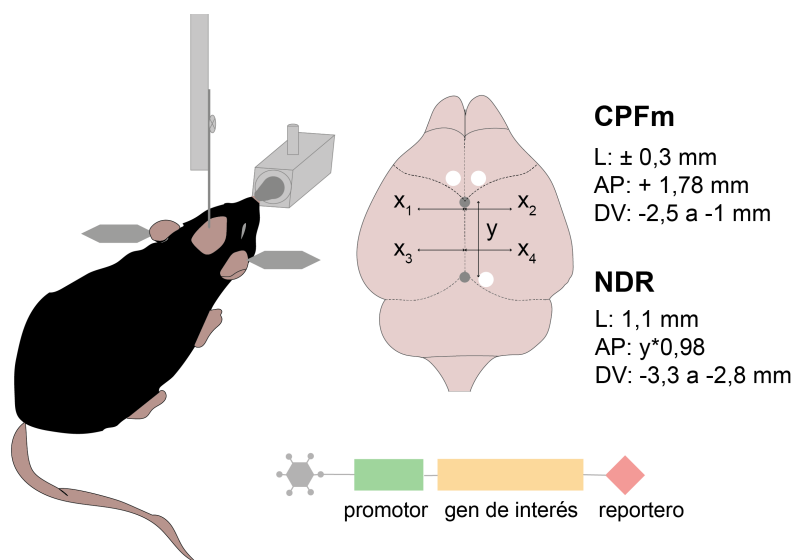 CPFm
L: ± 0,3 mm
AP: + 1,78 mm
DV: -2,5 a -1 mm
x₁
x₂
y
x₃
x₄
NDR
L: 1,1 mm
AP: y*0,98
DV: -3,3 a -2,8 mm
promotor
gen de interés
reportero